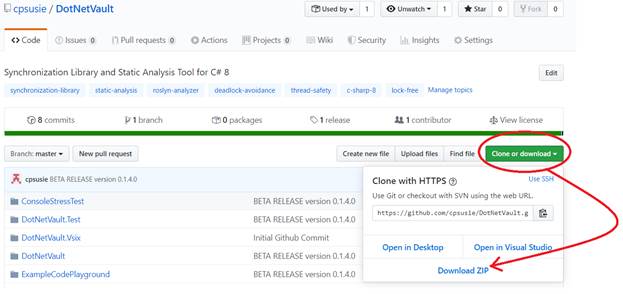 cpsusie / DotNetVault
Used by 1 Unwatch 1 Star 0 Fork 0
Code Issues 0 Pull requests 0 Actions Projects 0 Wiki Security Insights Settings
Synchronization Library and Static Analysis Tool for C# 8 Edit
synchronization-library static-analysis roslyn-analyzer deadlock-avoidance thread-safety c-sharp-8 lock-free Manage topics
8 commits 1 branch 0 packages 1 release 1 contributor View license
Branch: master New pull request Create new file Upload files Find file Clone or download
cpsusie BETA RELEASE version 0.1.4.0
ConsoleStressTest BETA RELEASE version 0.1.4.0
DotNetVault.Test BETA RELEASE version 0.1.4.0
DotNetVault.Vsix Initial Github Commit
DotNetVault BETA RELEASE version 0.1.4.0
ExampleCodePlayground BETA RELEASE version 0.1.4.0
Clone with HTTPS Use SSH
Use Git or checkout with SVN using the web URL.
https://github.com/cpsusie/DotNetVault.g
Open in Desktop Open in Visual Studio
Download ZIP